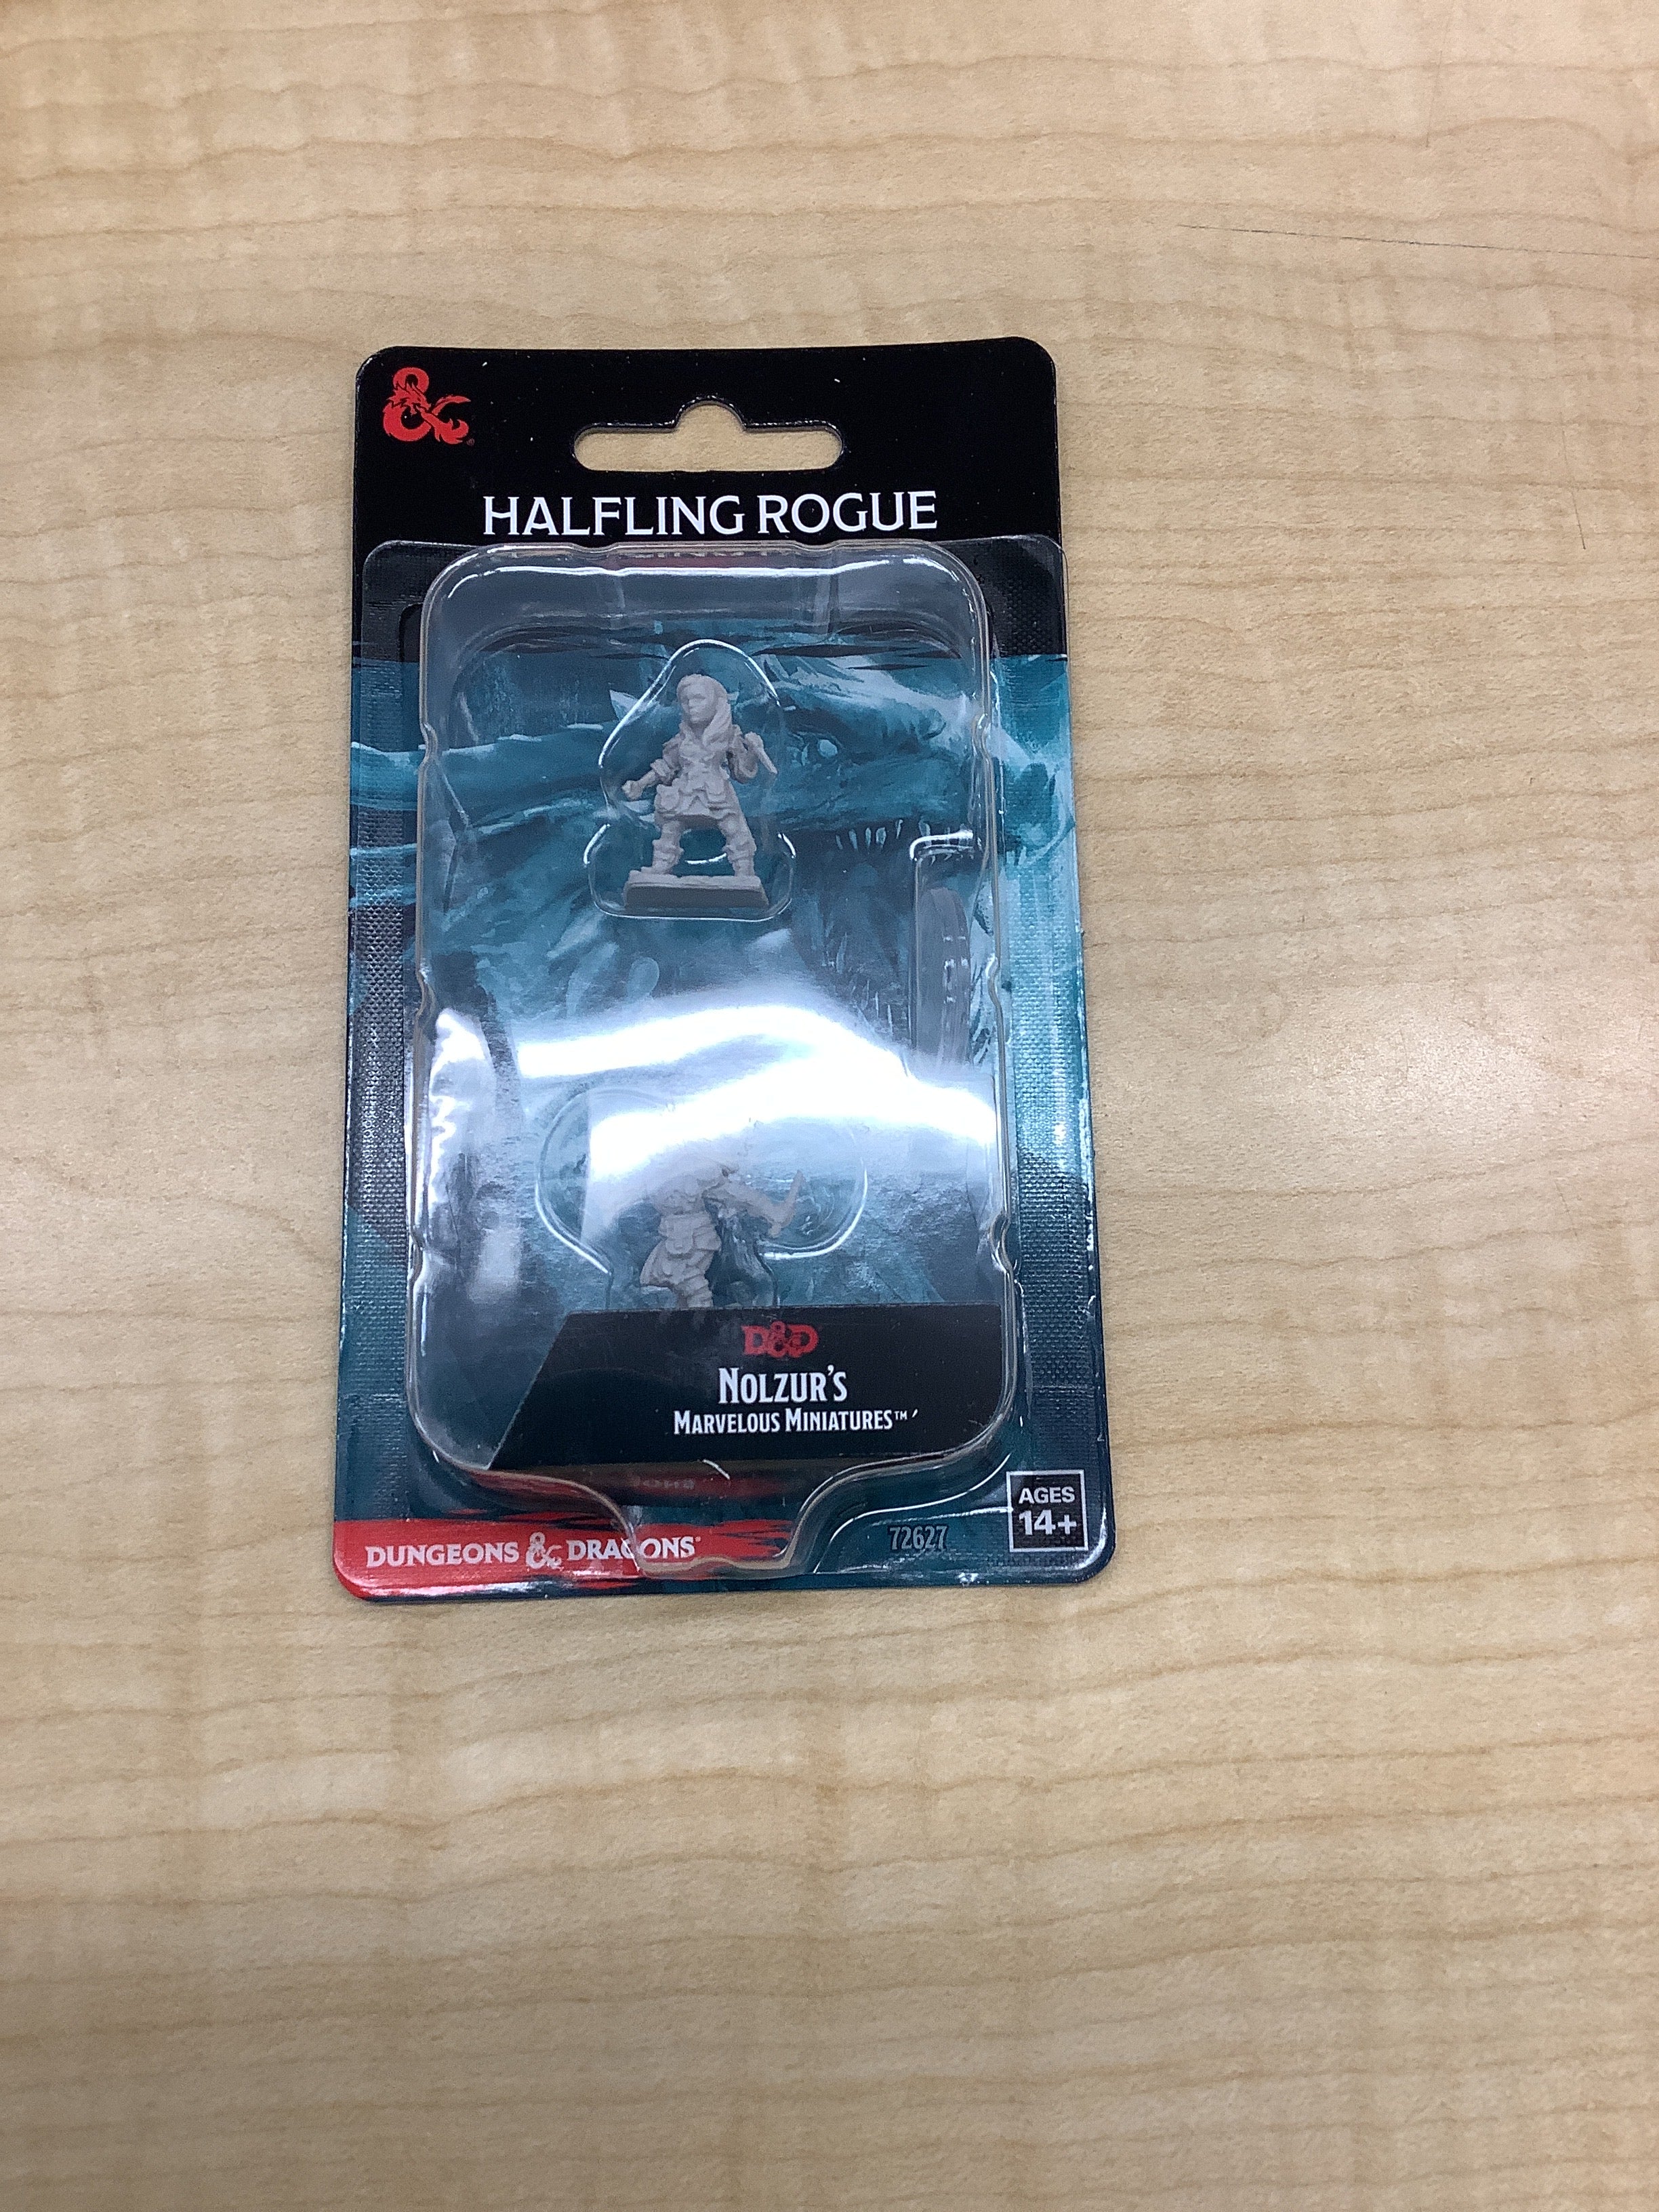 &
HALFLING ROGUE
D&D
NOLZUR'S
MARVELOUS MINIATURES™
AGES
14+
DUNGEONS & DRAGONS®
72627